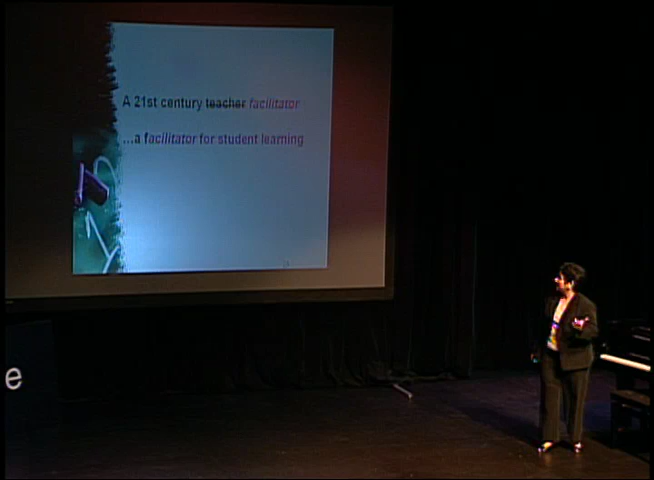 A 21st century teacher facilitator
...a facilitator for student learning
e